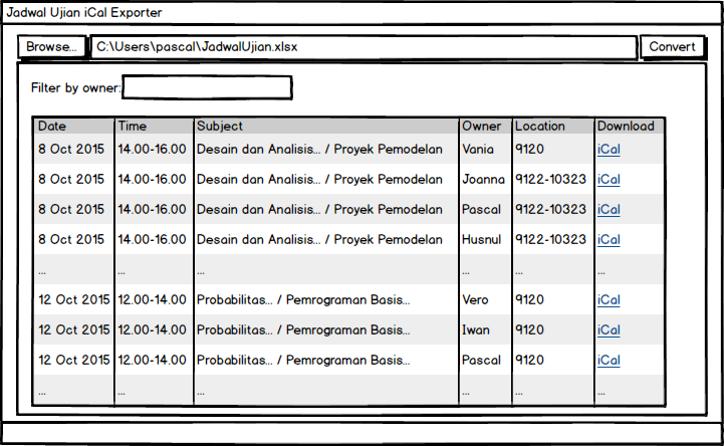 Jadwal Ujian iCal Exporter
Browse... C:\Users\pascal\JadwalUjian.xlsx Convert
Filter by owner:
Date Time Subject Owner Location Download
8 Oct 2015 14.00-16.00 Desain dan Analisis... / Proyek Pemodelan Vania 9120 iCal
8 Oct 2015 14.00-16.00 Desain dan Analisis... / Proyek Pemodelan Joanna 9122-10323 iCal
8 Oct 2015 14.00-16.00 Desain dan Analisis... / Proyek Pemodelan Pascal 9122-10323 iCal
8 Oct 2015 14.00-16.00 Desain dan Analisis... / Proyek Pemodelan Husnul 9122-10323 iCal
... ... ... ... ... ...
12 Oct 2015 12.00-14.00 Probabilitas... / Pemrograman Basis... Vero 9120 iCal
12 Oct 2015 12.00-14.00 Probabilitas... / Pemrograman Basis... Iwan 9120 iCal
12 Oct 2015 12.00-14.00 Probabilitas... / Pemrograman Basis... Pascal 9120 iCal
... ... ... ... ... ...